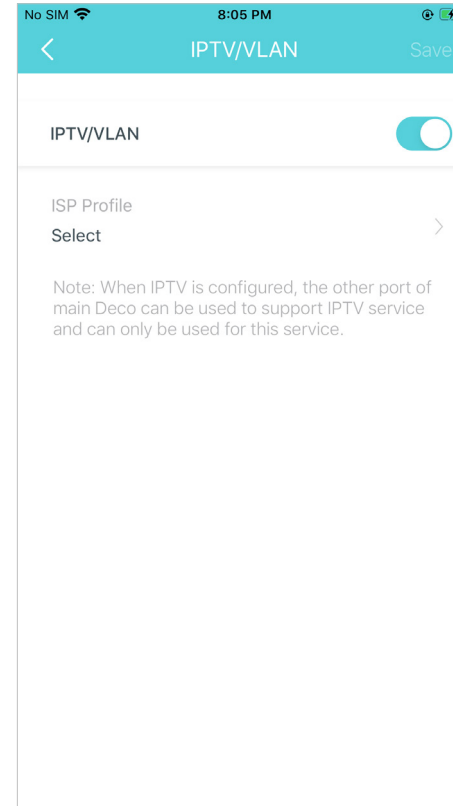 No SIM 8:05 PM
IPTV/VLAN Save
IPTV/VLAN
ISP Profile
Select
Note: When IPTV is configured, the other port of
main Deco can be used to support IPTV service
and can only be used for this service.